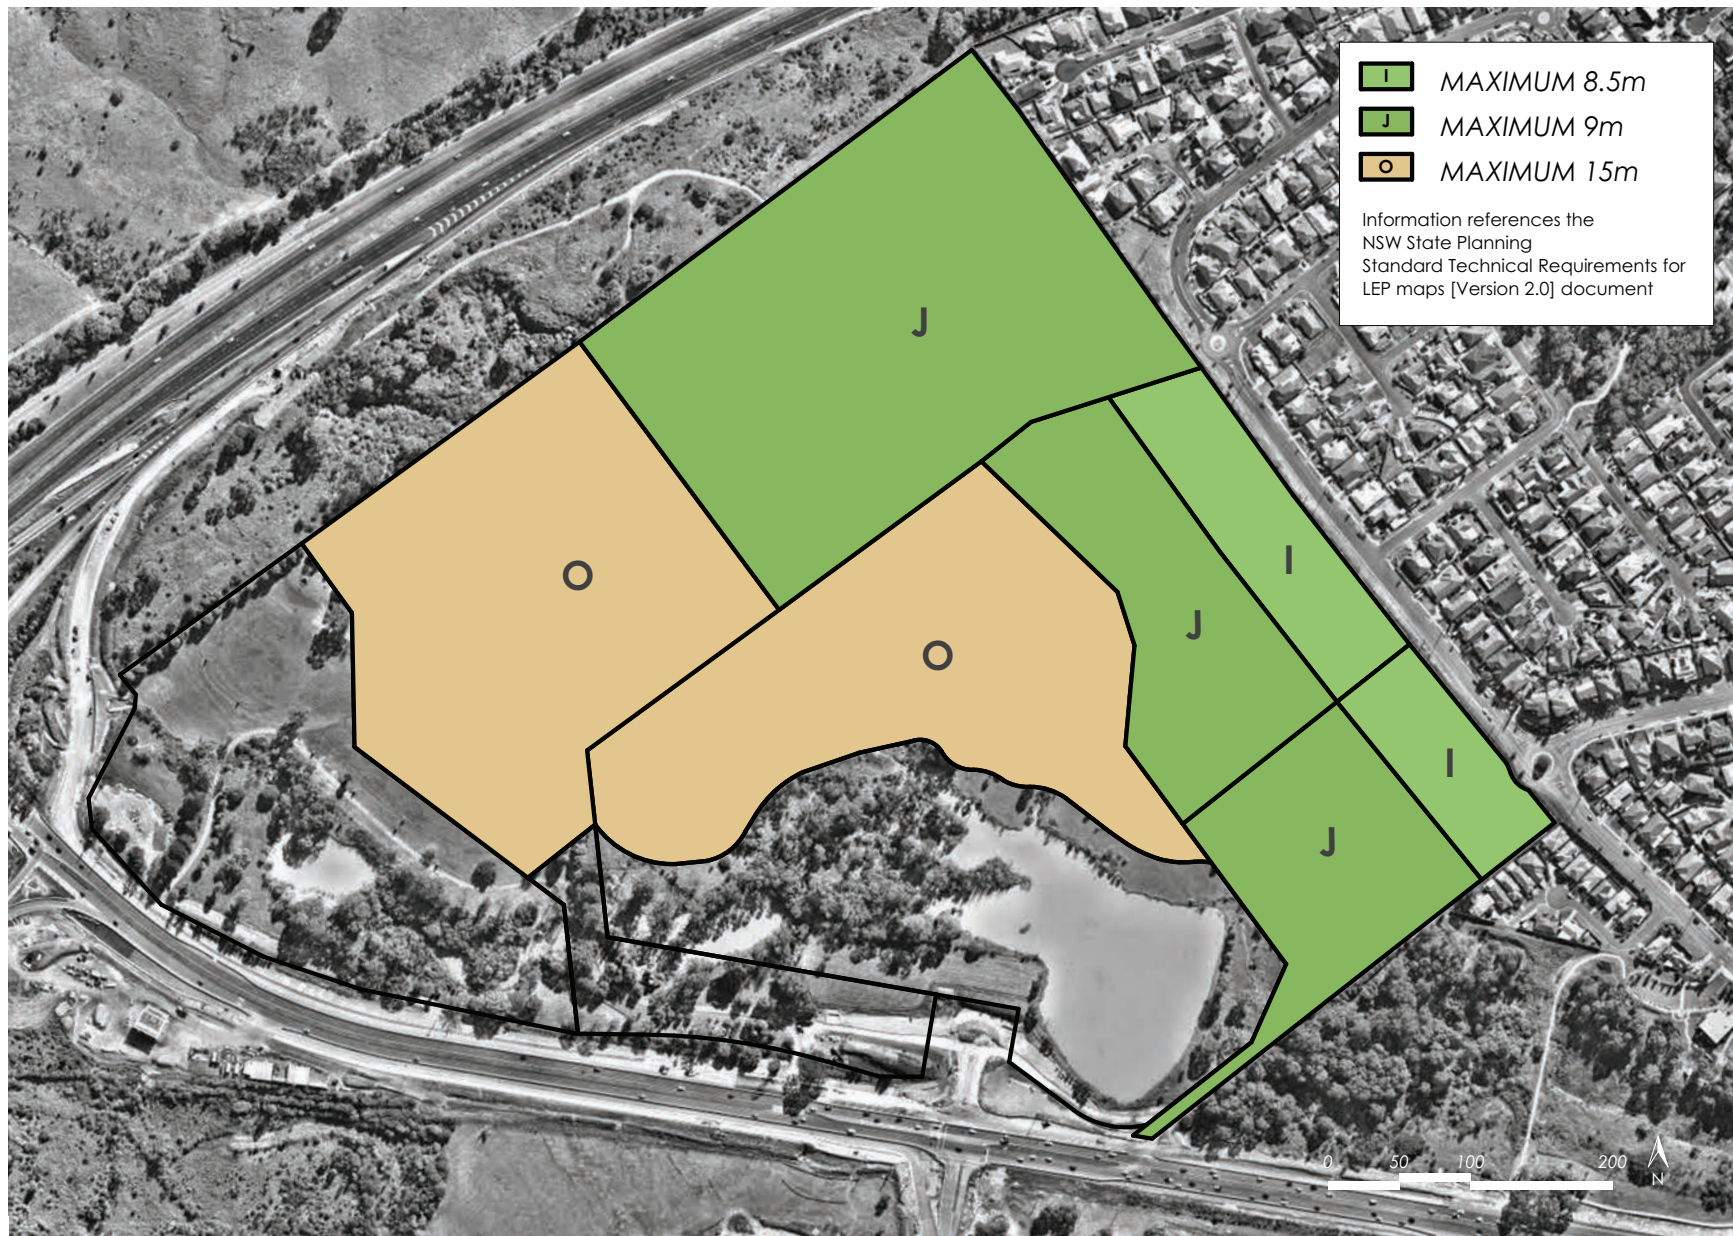 I MAXIMUM 8.5m
J MAXIMUM 9m
O MAXIMUM 15m
Information references the
NSW State Planning
Standard Technical Requirements for
LEP maps [Version 2.0] document
J
O
I
J
O
I
J
0 50 100 200
N